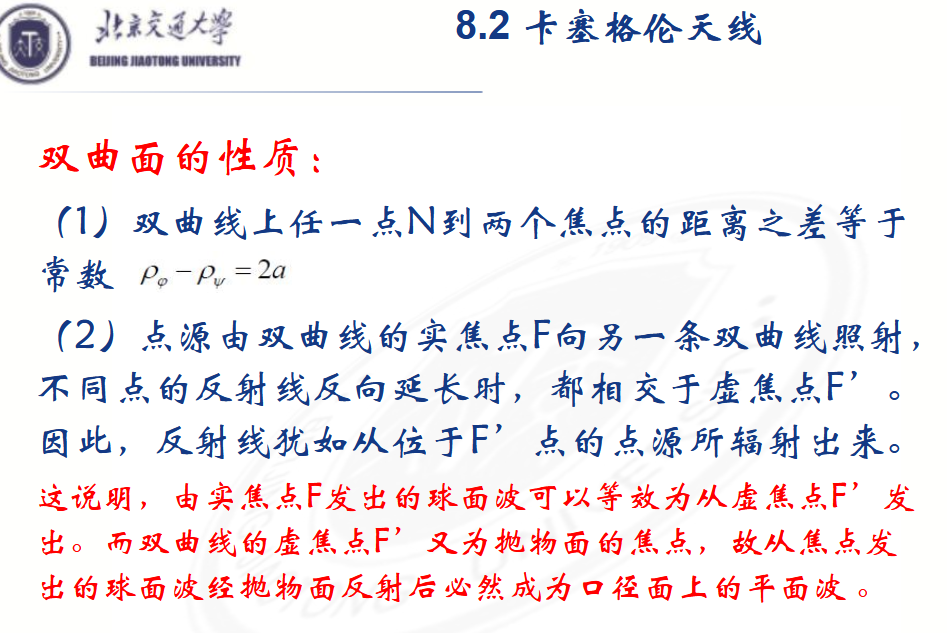 北京交通大学
BEIJING JIAOTONG UNIVERSITY
8.2 卡塞格伦天线
双曲面的性质：
（1）双曲线上任一点N到两个焦点的距离之差等于
常数 ρφ − ρψ = 2a
（2）点源由双曲线的实焦点F向另一条双曲线照射，
不同点的反射线反向延长时，都相交于虚焦点F’。
因此，反射线犹如从位于F’点的点源所辐射出来。
这说明，由实焦点F发出的球面波可以等效为从虚焦点F’发
出。而双曲线的虚焦点F’又为抛物面的焦点，故从焦点发
出的球面波经抛物面反射后必然成为口径面上的平面波。